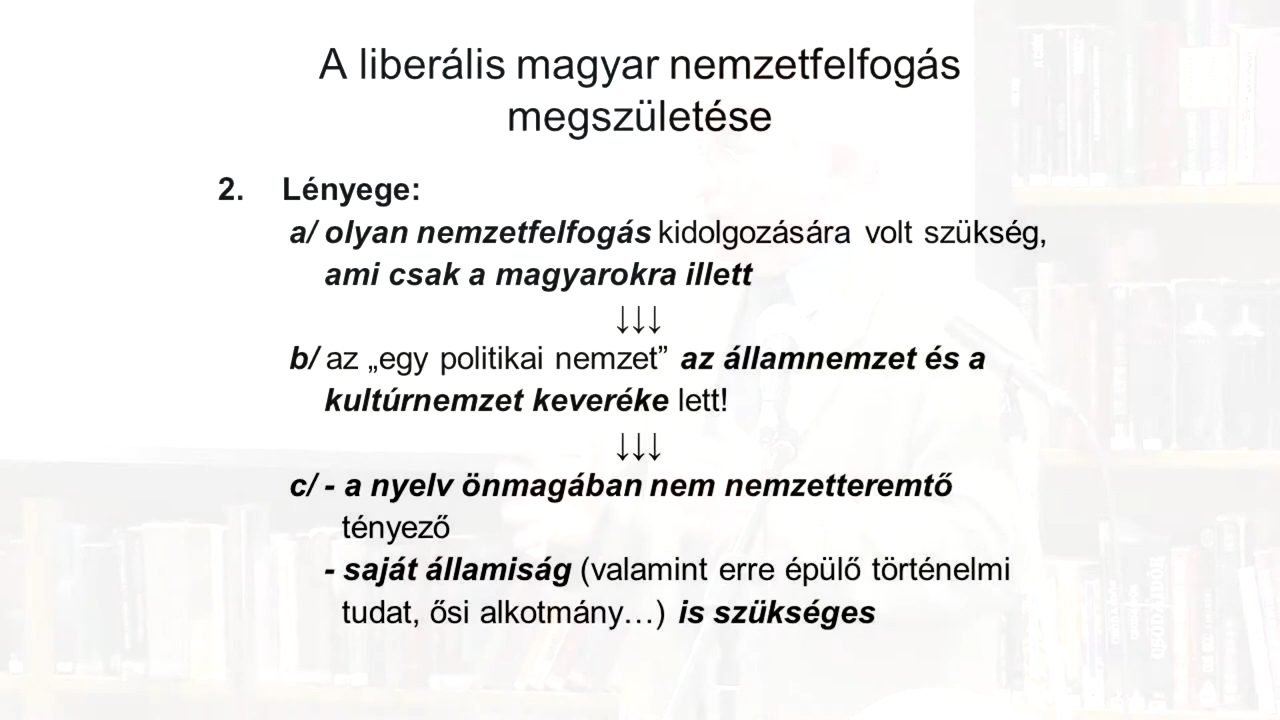 A liberális magyar nemzetfelfogás
megszületése
2. Lényege:
a/ olyan nemzetfelfogás kidolgozására volt szükség,
ami csak a magyarokra illett
↓↓↓
b/ az „egy politikai nemzet” az államnemzet és a
kultúrnemzet keveréke lett!
↓↓↓
c/ - a nyelv önmagában nem nemzetteremtő
tényező
- saját államiság (valamint erre épülő történelmi
tudat, ősi alkotmány…) is szükséges